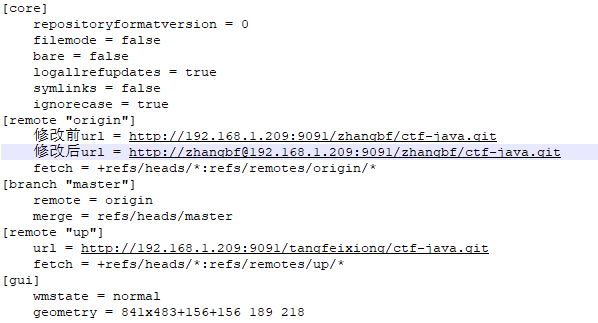 [core]
repositoryformatversion = 0
filemode = false
bare = false
logallrefupdates = true
symlinks = false
ignorecase = true
[remote "origin"]
修改前url = http://192.168.1.209:9091/zhangbf/ctf-java.git
修改后url = http://zhangbf@192.168.1.209:9091/zhangbf/ctf-java.git
fetch = +refs/heads/*:refs/remotes/origin/*
[branch "master"]
remote = origin
merge = refs/heads/master
[remote "up"]
url = http://192.168.1.209:9091/tangfeixiong/ctf-java.git
fetch = +refs/heads/*:refs/remotes/up/*
[gui]
wmstate = normal
geometry = 841x483+156+156 189 218